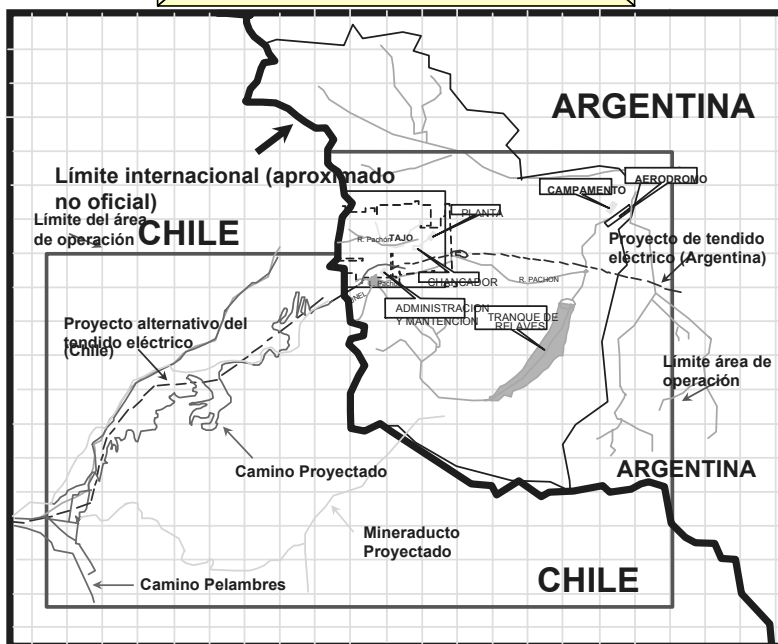 ARGENTINA
Límite internacional (aproximado
no oficial)
Límite del área
de operación
CHILE
CAMPAMENTO
AERODROMO
PLANTA
R. Pachón
TAJO
Proyecto de tendido
eléctrico (Argentina)
CHANCADOR
R. PACHON
ADMINISTRACION
Y MANTENCIÓN
TRANQUE DE
RELAVES
Proyecto alternativo del
tendido eléctrico
(Chile)
Límite área de
operación
Camino Proyectado
ARGENTINA
Mineraducto
Proyectado
Camino Pelambres
CHILE